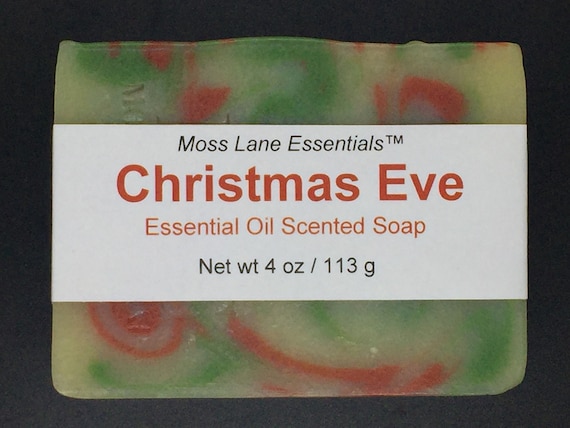 Moss Lane Essentials™
Christmas Eve
Essential Oil Scented Soap
Net wt 4 oz / 113 g